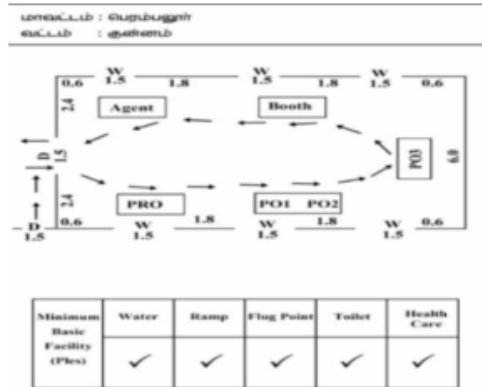 மாவட்டம் : பெரம்பலூர்
வட்டம் : குன்னம்
W W W
0.6 1.5 1.8 1.5 1.8 1.5 0.6
2.4 Agent Booth
D 1.5 PO3 6.0
2.4 PRO PO1 PO2
D 0.6 W 1.8 W 1.8 W 0.6
1.5 1.5 1.5 1.5
Minimum Basic Facility (Ples) Water Ramp Flug Point Toilet Health Care
✓ ✓ ✓ ✓ ✓